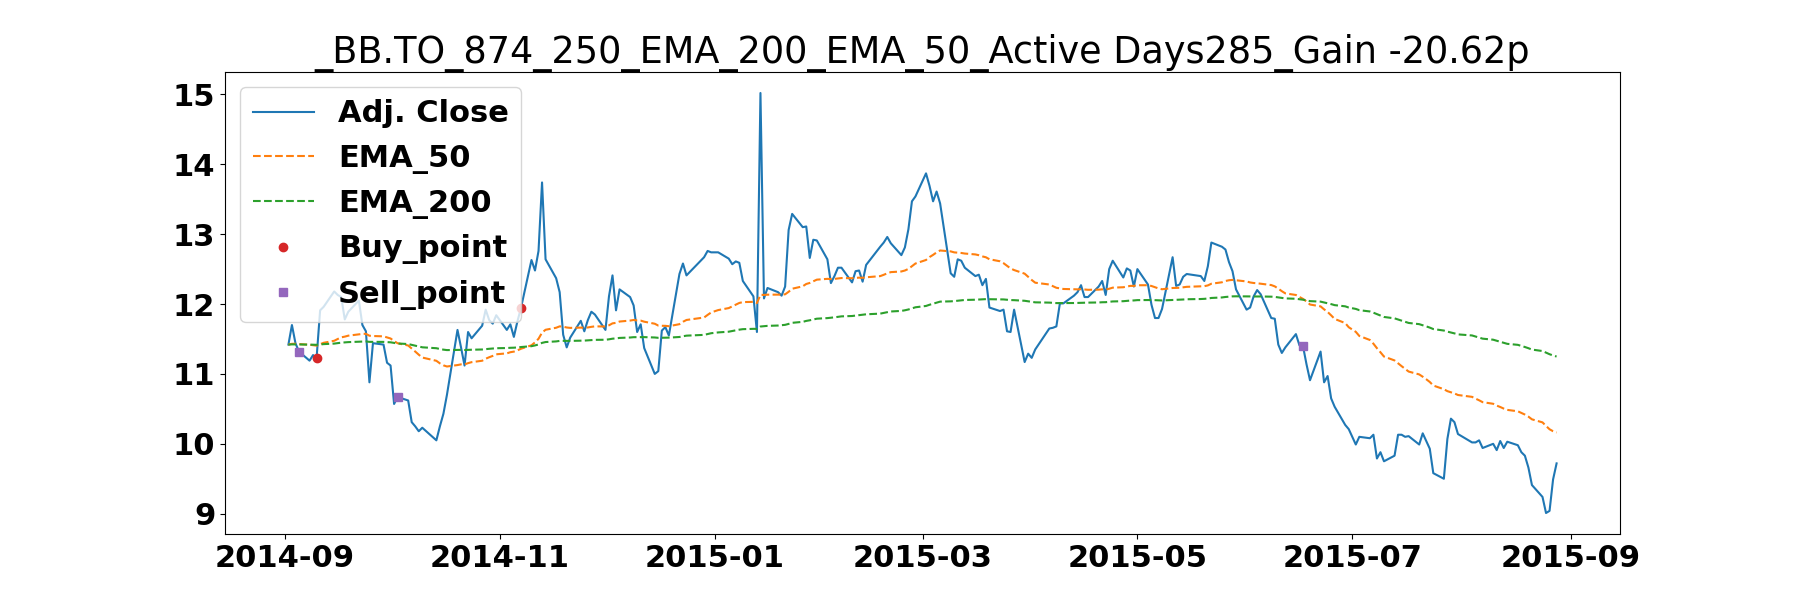 _BB.TO_874_250_EMA_200_EMA_50_Active Days285_Gain -20.62p
15
14
13
12
11
10
9
Adj. Close
EMA_50
EMA_200
Buy_point
Sell_point
2014-09 2014-11 2015-01 2015-03 2015-05 2015-07 2015-09